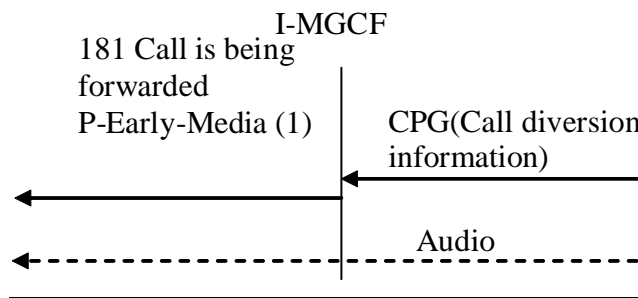 I-MGCF
181 Call is being
forwarded
P-Early-Media (1)
CPG(Call diversion
information)
Audio